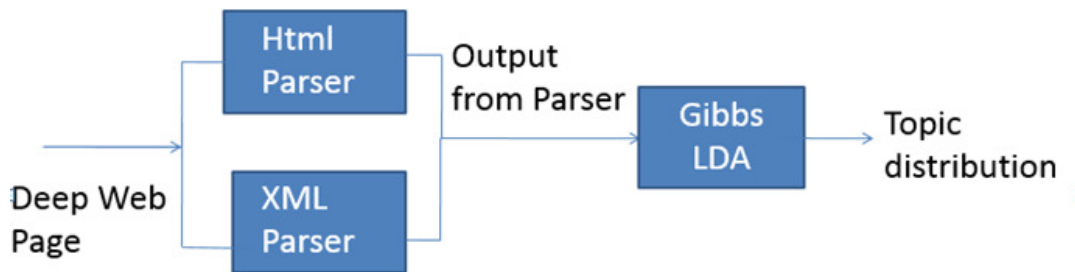 Html
Parser
Output
from Parser
Gibbs
LDA
Topic
distribution
Deep Web
Page
XML
Parser